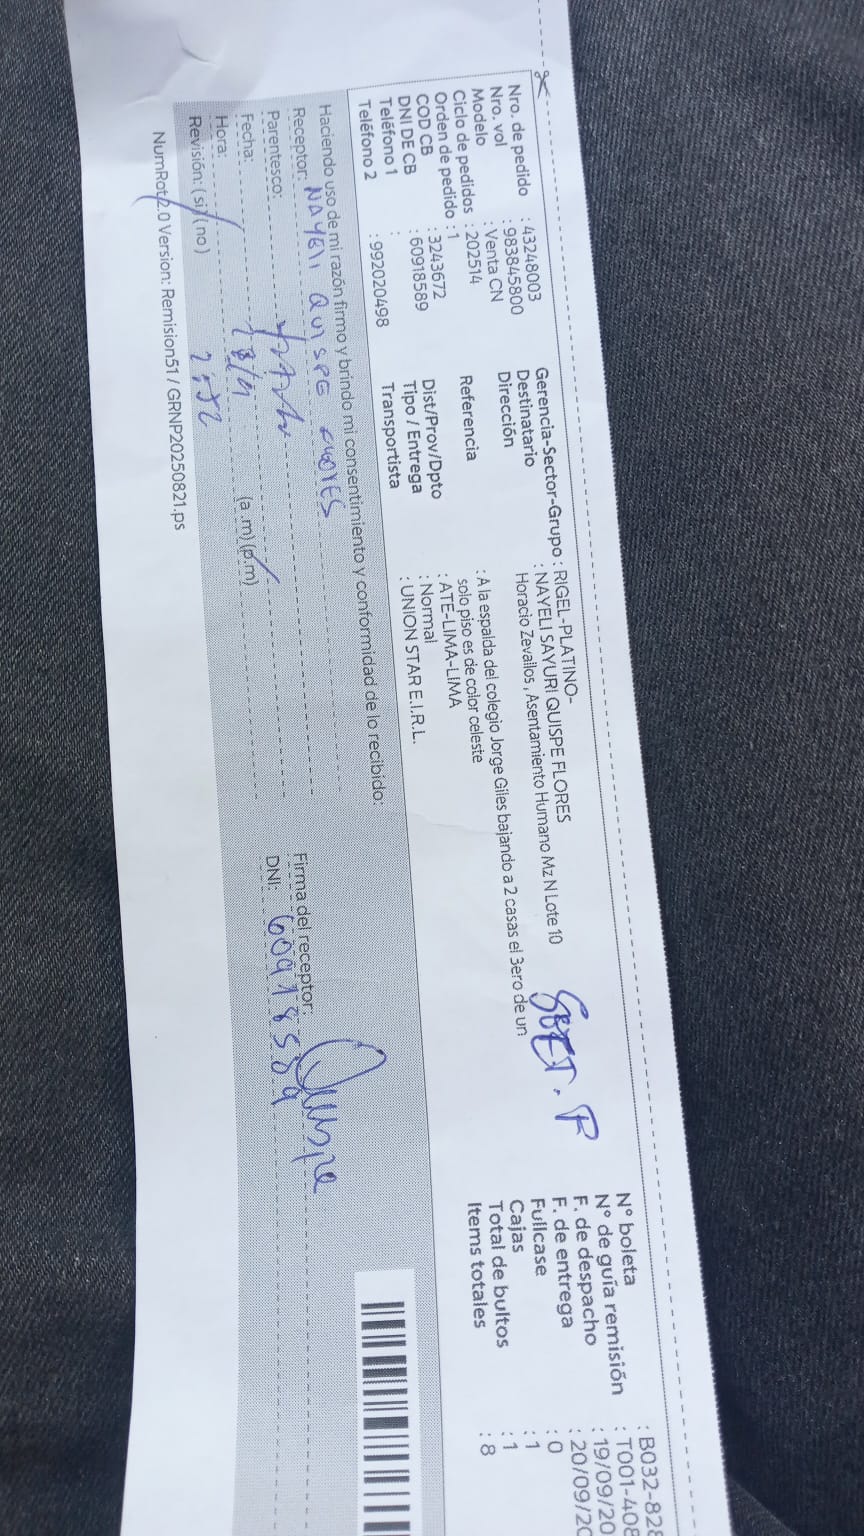 Nro. de pedido : 43248003
Nro. vol : 983845800
Modelo : Venta CN
Ciclo de pedidos : 202514
Orden de pedido : 1
COD CB : 3243672
DNI DE CB : 60918589
Teléfono 1 :
Teléfono 2 : 992020498
Gerencia-Sector-Grupo : RIGEL-PLATINO-
Destinatario : NAYELI SAYURI QUISPE FLORES
Dirección Horacio Zevallos , Asentamiento Humano Mz N Lote 10
Referencia : A la espalda del colegio Jorge Giles bajando a 2 casas el 3ero de un
solo piso es de color celeste
Dist/Prov/Dpto : ATE-LIMA-LIMA
Tipo / Entrega : Normal
Transportista : UNION STAR E.I.R.L.
N° boleta : B032-82
N° de guía remisión : T001-408
F. de despacho : 19/09/20
F. de entrega : 20/09/20
Fullcase : 0
Cajas : 1
Total de bultos : 1
Items totales : 8
Haciendo uso de mi razón firmo y brindo mi consentimiento y conformidad de lo recibido:
Receptor: NAYELI QUISPE FLORES
Parentesco:
Fecha:
Hora: (a.m) (p.m)
Revisión: (si) (no)
Firma del receptor: Quispe
DNI: 60918589
NumRot2.0 Version: Remision51 / GRNP20250821.ps